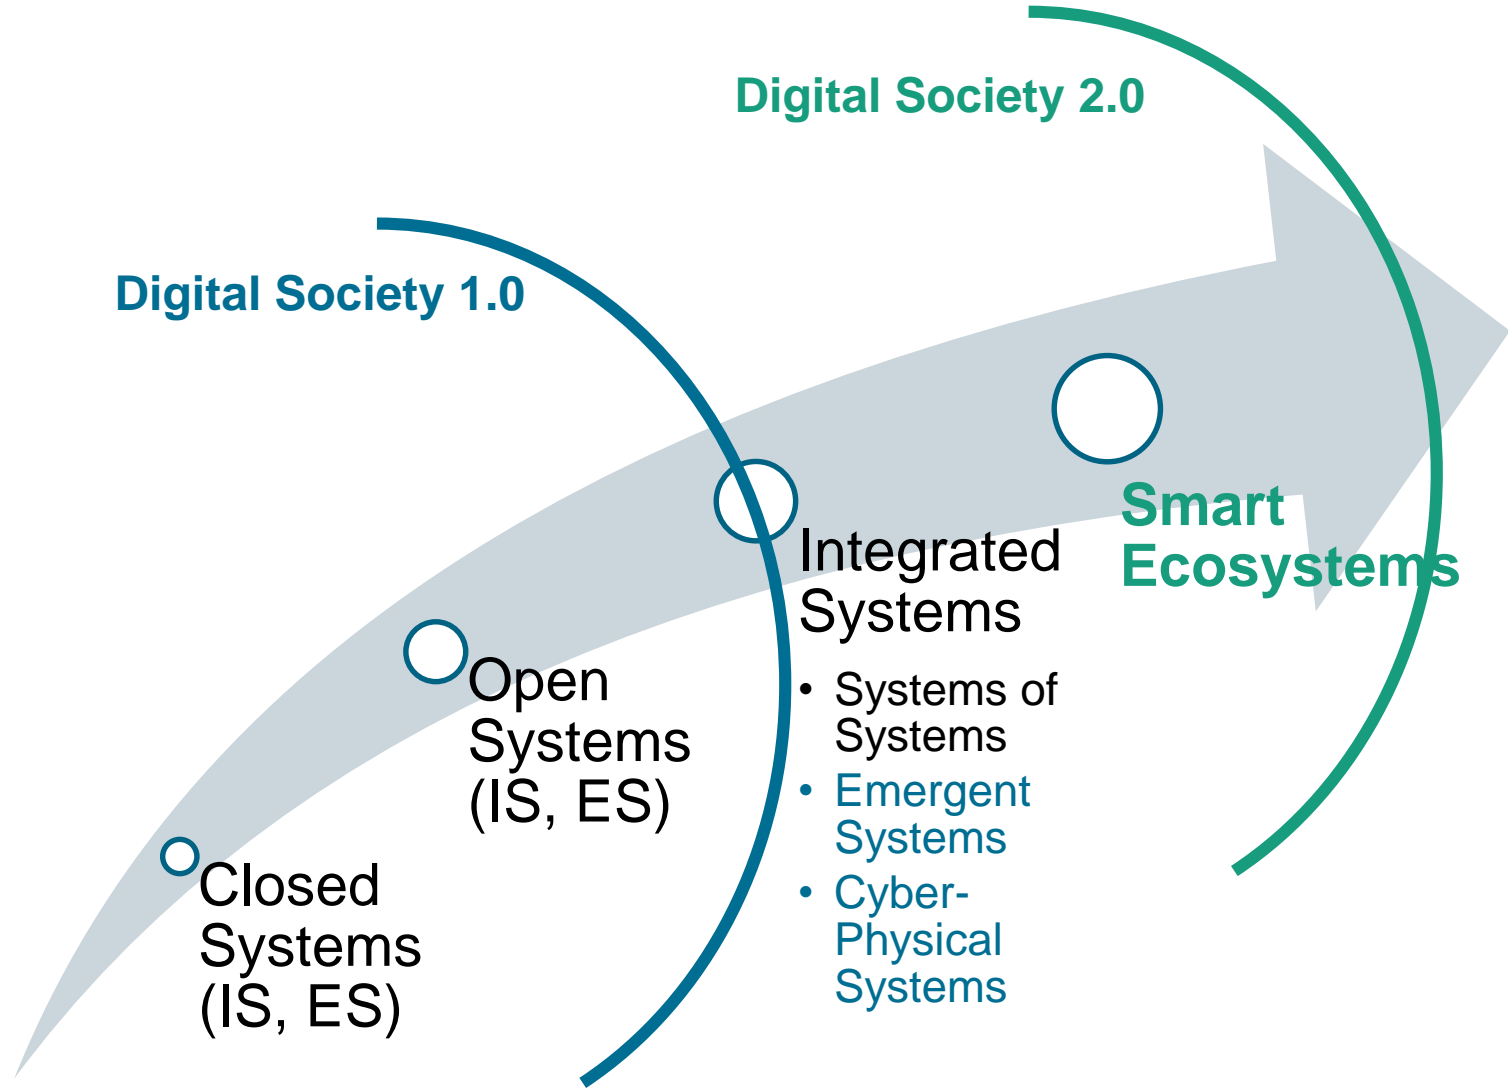 Digital Society 2.0
Digital Society 1.0
Smart
Ecosystems
Integrated
Systems
• Systems of
Systems
• Emergent
Systems
• Cyber-
Physical
Systems
Open
Systems
(IS, ES)
Closed
Systems
(IS, ES)